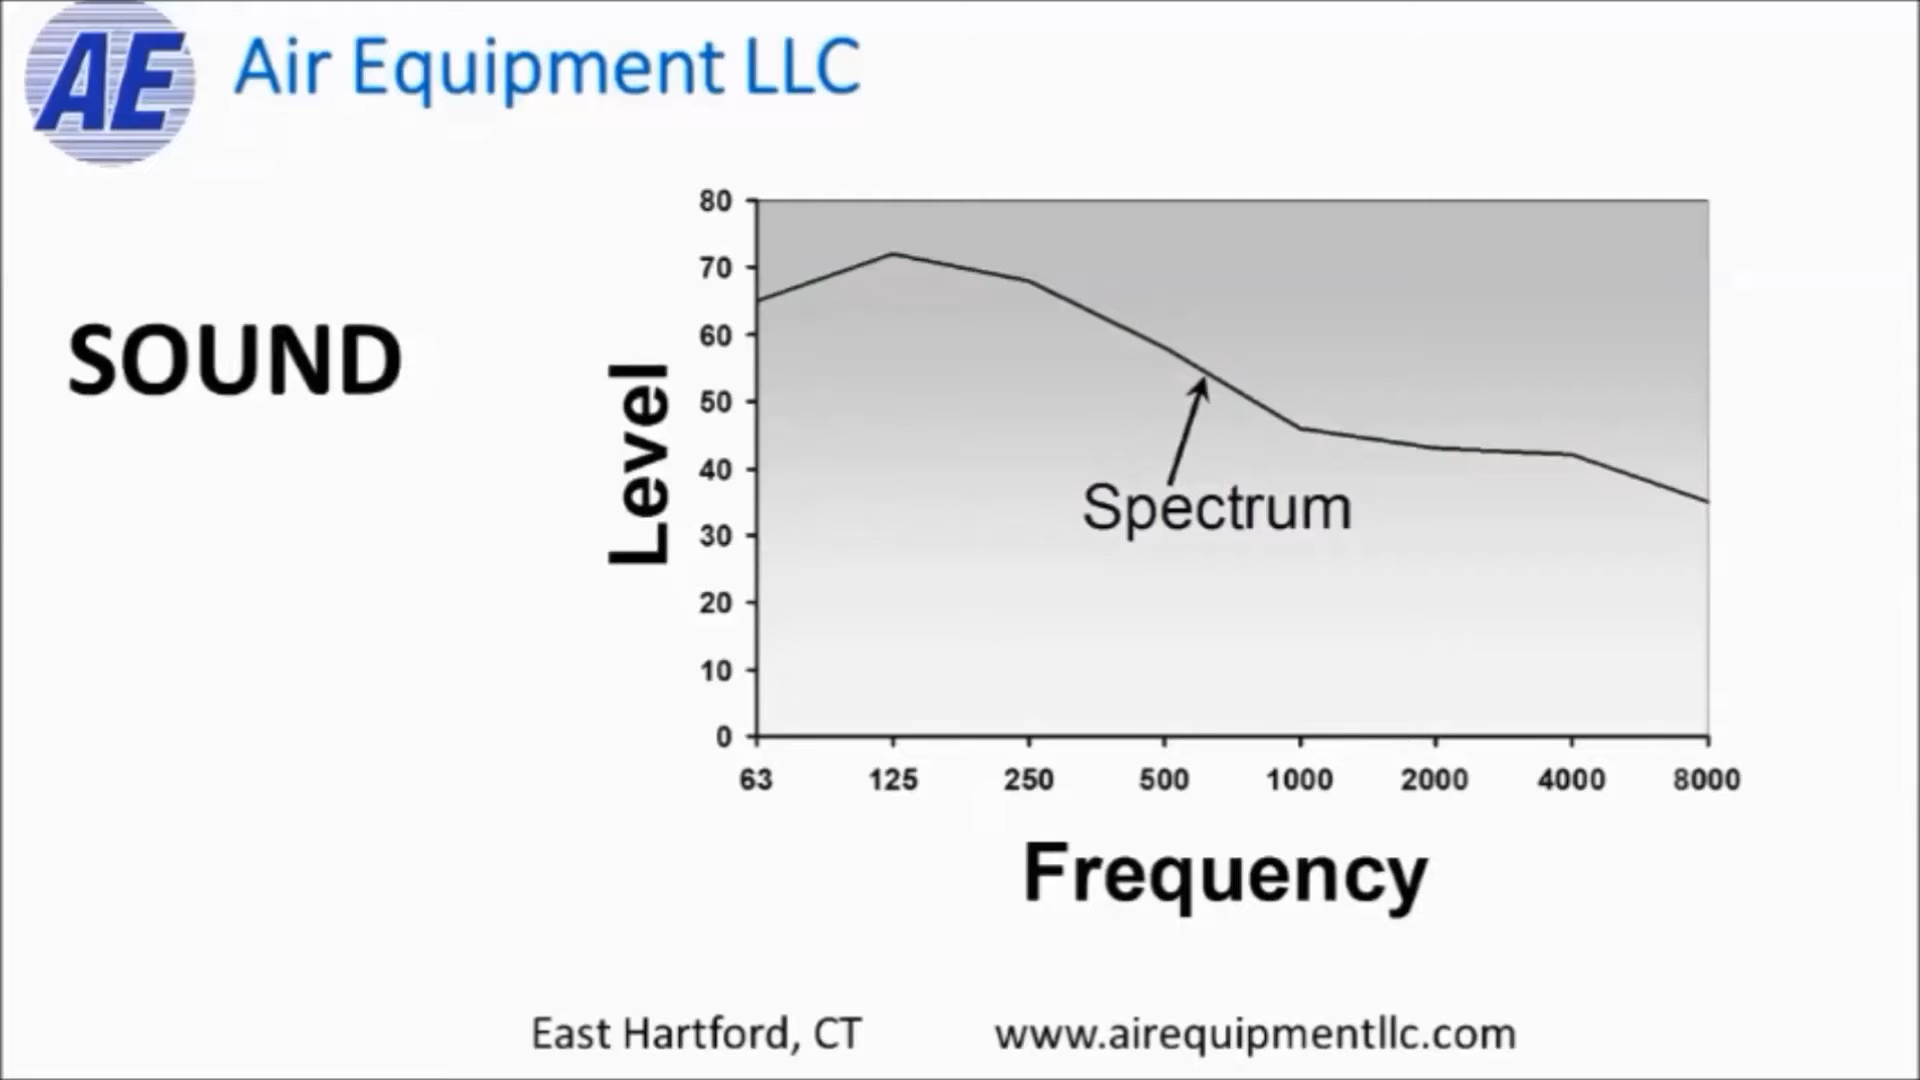 AE
Air Equipment LLC
SOUND
Level
80
70
60
50
40
30
20
10
0
Spectrum
63 125 250 500 1000 2000 4000 8000
Frequency
East Hartford, CT www.airequipmentllc.com